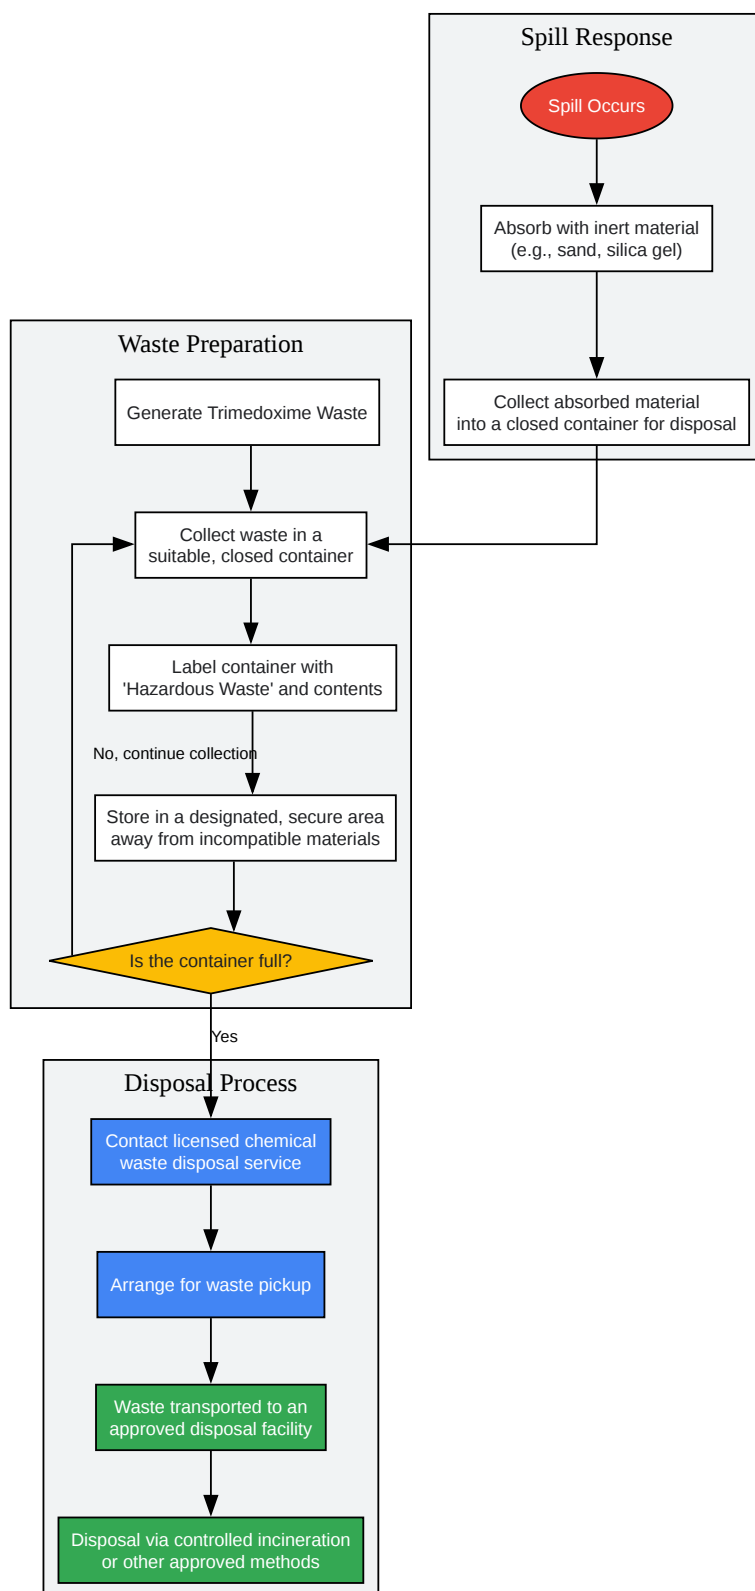 Spill Response
Spill Occurs
Absorb with inert material
(e.g., sand, silica gel)
Collect absorbed material
into a closed container for disposal
Waste Preparation
Generate Trimedoxime Waste
Collect waste in a
suitable, closed container
Label container with
'Hazardous Waste' and contents
No, continue collection
Store in a designated, secure area
away from incompatible materials
Is the container full?
Yes
Disposal Process
Contact licensed chemical
waste disposal service
Arrange for waste pickup
Waste transported to an
approved disposal facility
Disposal via controlled incineration
or other approved methods